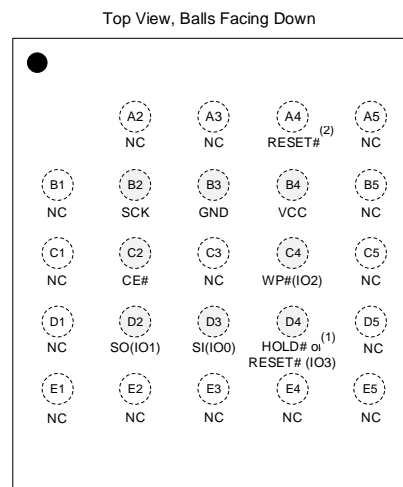 Top View, Balls Facing Down
A2 A3 A4 A5
NC NC RESET# (2) NC
B1 B2 B3 B4 B5
NC SCK GND VCC NC
C1 C2 C3 C4 C5
NC CE# NC WP#(IO2) NC
D1 D2 D3 D4 D5
NC SO(IO1) SI(IO0) HOLD# or (1) NC
RESET# (IO3)
E1 E2 E3 E4 E5
NC NC NC NC NC